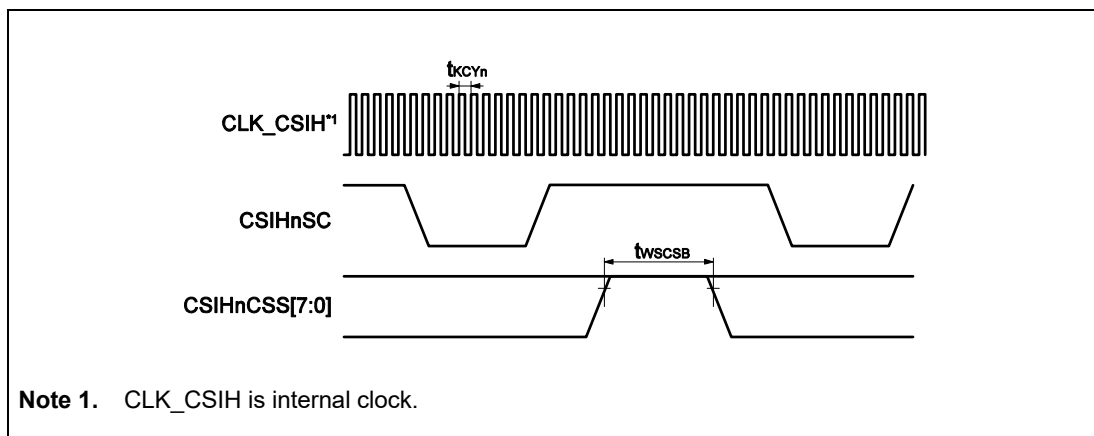 tKCYn
CLK_CSIH*1
CSIHnSC
tWSCSB
CSIHnCSS[7:0]
Note 1. CLK_CSIH is internal clock.